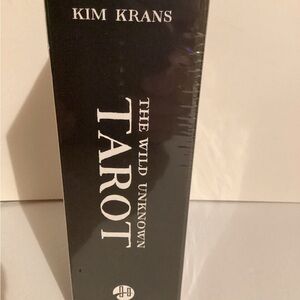 KIM KRANS
THE WILD UNKNOWN
TAROT